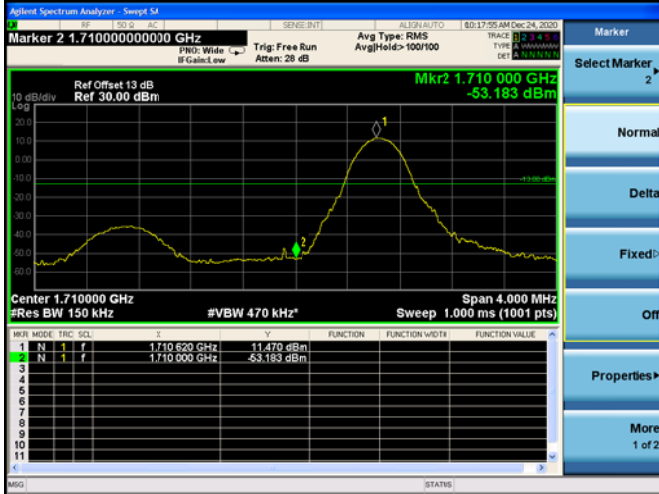 Agilent Spectrum Analyzer - Swept SA
RF 50 Ω AC SENSE:INT ALIGN AUTO 10:17:55 AM Dec 24, 2020
Marker 2 1.710000000000 GHz
PNO: Wide
IFGain:Low
Trig: Free Run
Atten: 28 dB
Avg Type: RMS
Avg|Hold:> 100/100
TRACE 1 2 3 4 5 6
TYPE A WWWWW
DET A N N N N N
Mkr2 1.710 000 GHz
-53.183 dBm
Ref Offset 13 dB
10 dB/div Ref 30.00 dBm
Log
20.0
10.0
0.00
-10.0
-20.0
-30.0
-40.0
-50.0
-60.0
1
2
-13.00 dBm
Center 1.710000 GHz Span 4.000 MHz
#Res BW 150 kHz #VBW 470 kHz* Sweep 1.000 ms (1001 pts)
MKR MODE TRC SCL X Y FUNCTION FUNCTION WIDTH FUNCTION VALUE
1 N 1 f 1.710 620 GHz 11.470 dBm
2 N 1 f 1.710 000 GHz -53.183 dBm
3
4
5
6
7
8
9
10
11
MSG STATUS
Marker
Select Marker
2
Normal
Delta
Fixed
Off
Properties
More
1 of 2